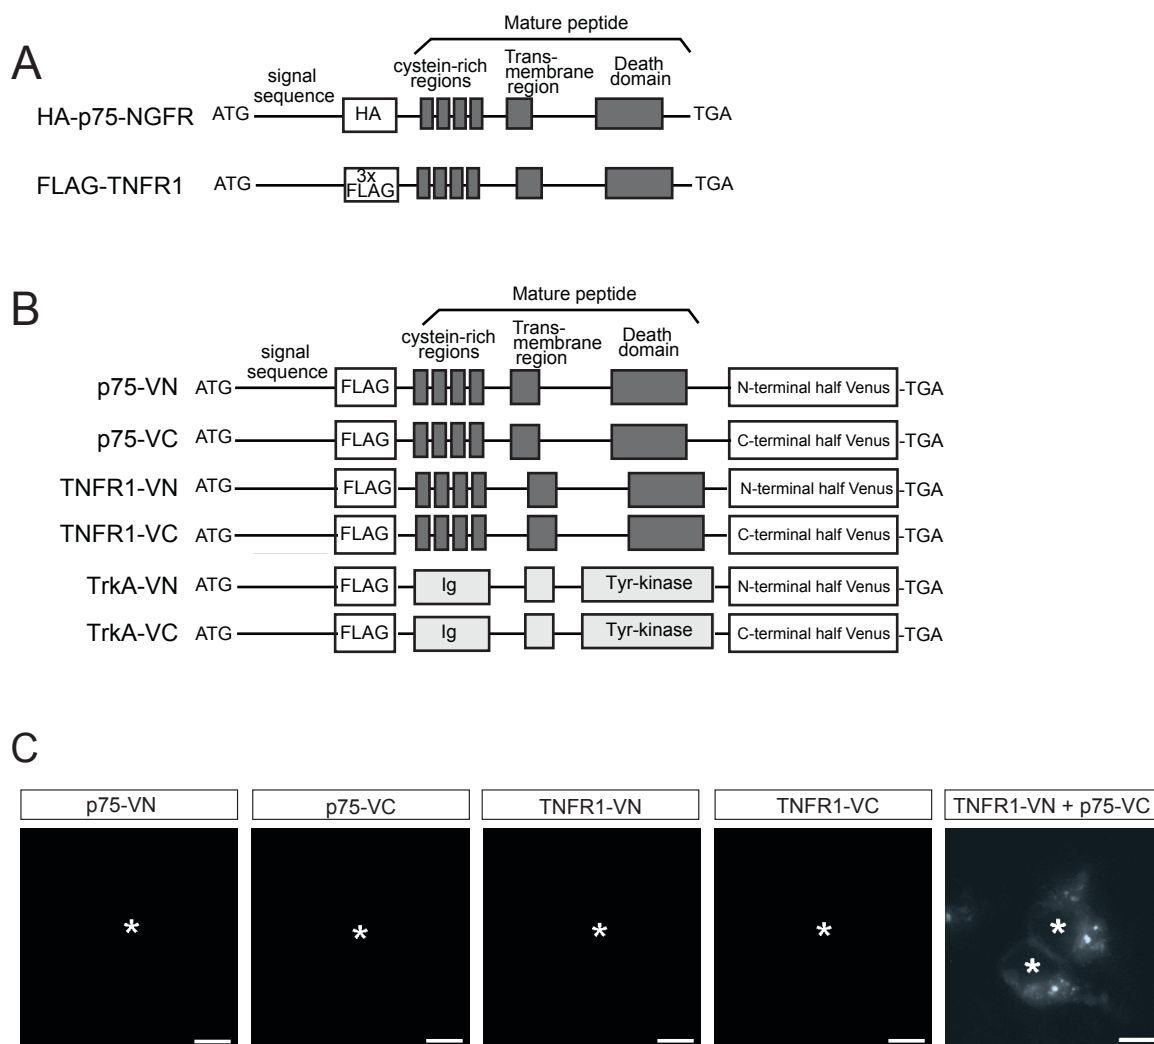 A
Mature peptide
signal
sequence
cystein-rich
regions
Trans-
membrane
region
Death
domain
HA-p75-NGFR
ATG
HA
TGA
FLAG-TNFR1
ATG
3x
FLAG
TGA
B
Mature peptide
signal
sequence
cystein-rich
regions
Trans-
membrane
region
Death
domain
p75-VN ATG FLAG N-terminal half Venus -TGA
p75-VC ATG FLAG C-terminal half Venus -TGA
TNFR1-VN ATG FLAG N-terminal half Venus -TGA
TNFR1-VC ATG FLAG C-terminal half Venus -TGA
TrkA-VN ATG FLAG Ig Tyr-kinase N-terminal half Venus -TGA
TrkA-VC ATG FLAG Ig Tyr-kinase C-terminal half Venus -TGA
C
p75-VN
p75-VC
TNFR1-VN
TNFR1-VC
TNFR1-VN + p75-VC
*
*
*
*
*
*